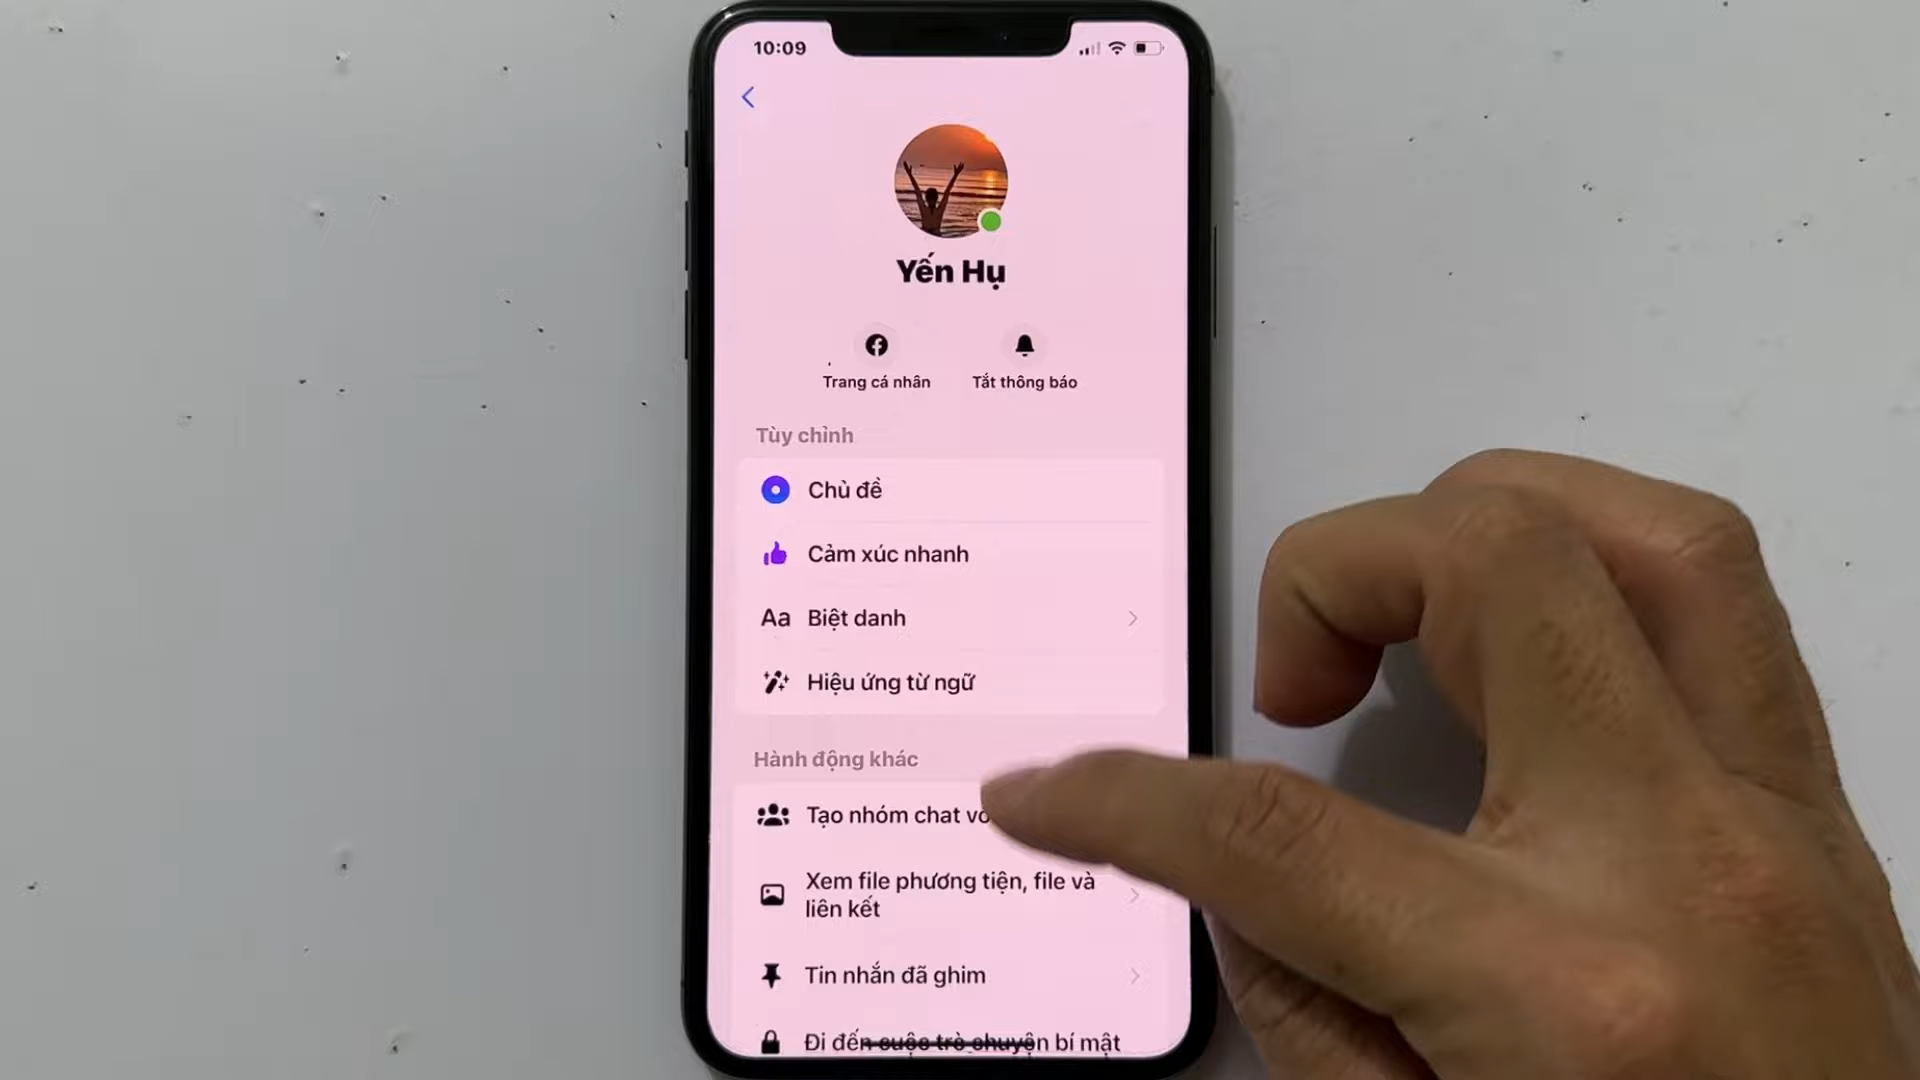 10:09
Yến Hụ
Trang cá nhân
Tắt thông báo
Tùy chỉnh
Chủ đề
Cảm xúc nhanh
Aa Biệt danh
Hiệu ứng từ ngữ
Hành động khác
Tạo nhóm chat
Xem file phương tiện, file và
liên kết
Tin nhắn đã ghim
Đi đến cuộc trò chuyện bí mật